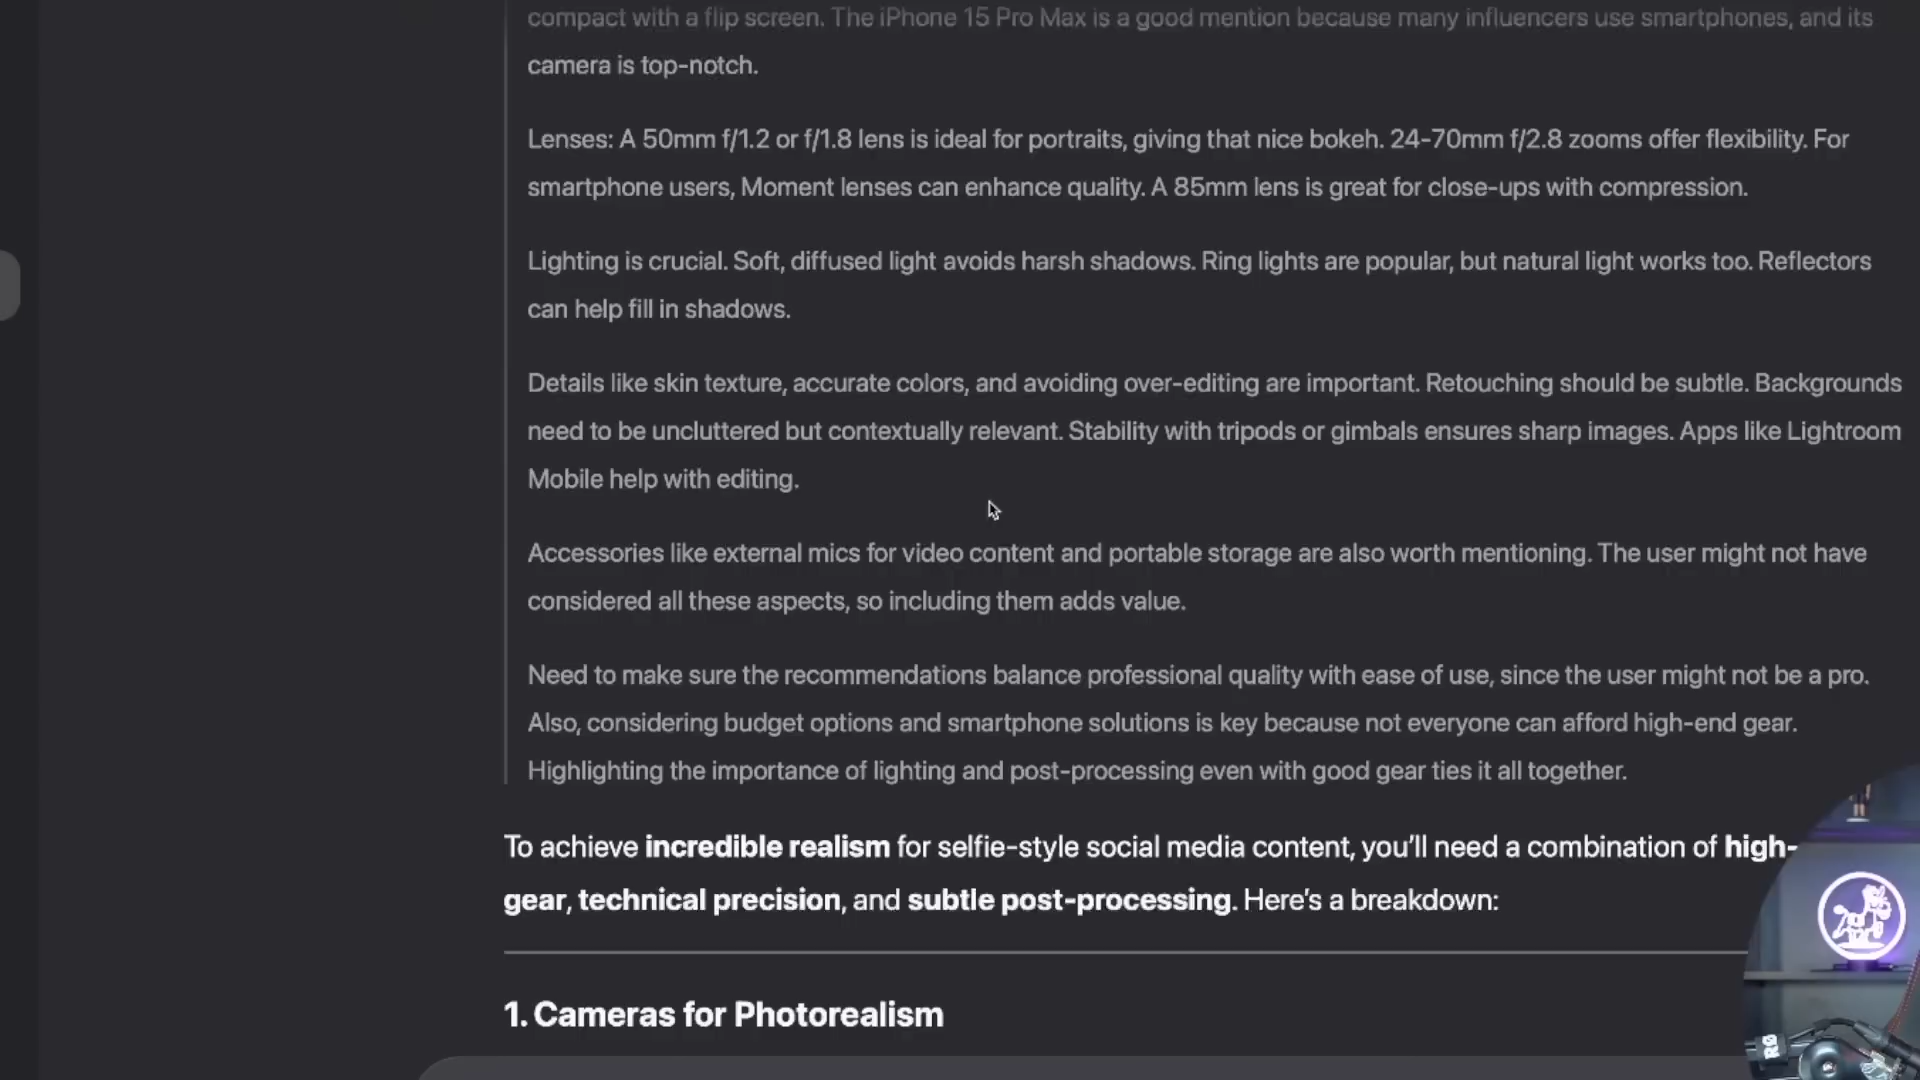 compact with a flip screen. The iPhone 15 Pro Max is a good mention because many influencers use smartphones, and its
camera is top-notch.
Lenses: A 50mm f/1.2 or f/1.8 lens is ideal for portraits, giving that nice bokeh. 24-70mm f/2.8 zooms offer flexibility. For
smartphone users, Moment lenses can enhance quality. A 85mm lens is great for close-ups with compression.
Lighting is crucial. Soft, diffused light avoids harsh shadows. Ring lights are popular, but natural light works too. Reflectors
can help fill in shadows.
Details like skin texture, accurate colors, and avoiding over-editing are important. Retouching should be subtle. Backgrounds
need to be uncluttered but contextually relevant. Stability with tripods or gimbals ensures sharp images. Apps like Lightroom
Mobile help with editing.
Accessories like external mics for video content and portable storage are also worth mentioning. The user might not have
considered all these aspects, so including them adds value.
Need to make sure the recommendations balance professional quality with ease of use, since the user might not be a pro.
Also, considering budget options and smartphone solutions is key because not everyone can afford high-end gear.
Highlighting the importance of lighting and post-processing even with good gear ties it all together.
To achieve incredible realism for selfie-style social media content, you'll need a combination of high-
gear, technical precision, and subtle post-processing. Here's a breakdown:
1. Cameras for Photorealism